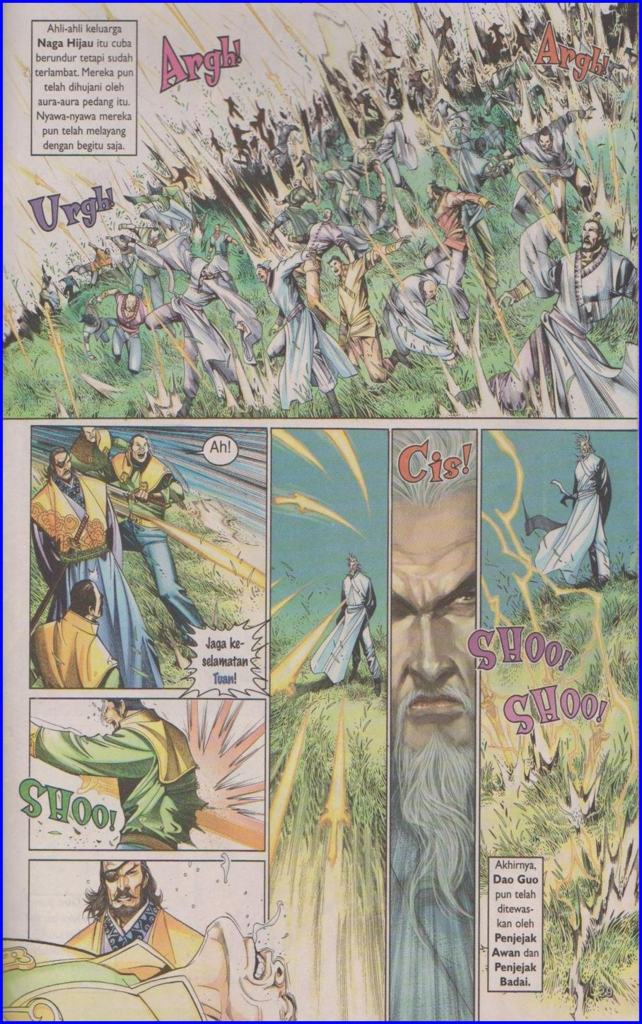 Ahli-ahli keluarga
Naga Hijau itu cuba
berundur tetapi sudah
terlambat. Mereka pun
telah dihujani oleh
aura-aura pedang itu.
Nyawa-nyawa mereka
pun telah melayang
dengan begitu saja.
Argh!
Argh!
Urgh!
Ah!
Jaga ke-
selamatan
Tuan!
SHOO!
Cis!
SHOO!
SHOO!
Akhirnya,
Dao Guo
pun telah
ditewas-
kan oleh
Penjejak
Awan dan
Penjejak
Badai.